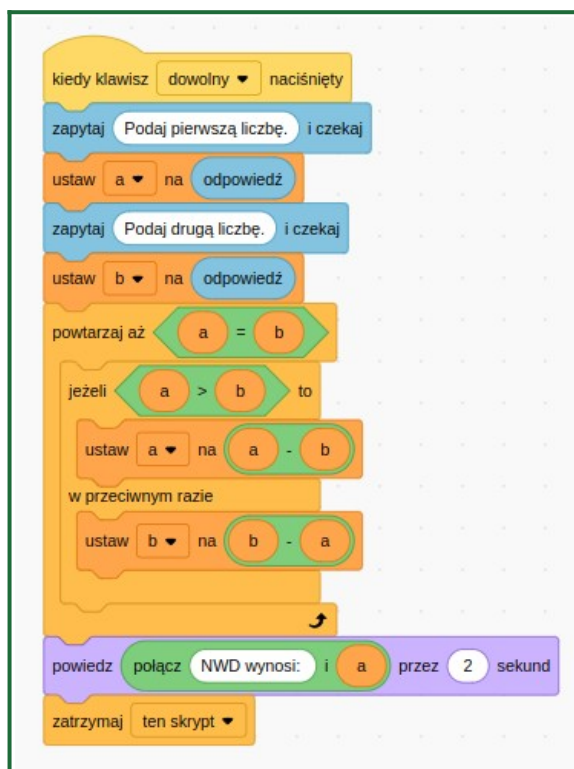 kiedy klawisz dowolny naciśnięty
zapytaj Podaj pierwszą liczbę. i czekaj
ustaw a na odpowiedź
zapytaj Podaj drugą liczbę. i czekaj
ustaw b na odpowiedź
powtarzaj aż a = b
jeżeli a > b to
ustaw a na a - b
w przeciwnym razie
ustaw b na b - a
powiedz połącz NWD wynosi: i a przez 2 sekund
zatrzymaj ten skrypt